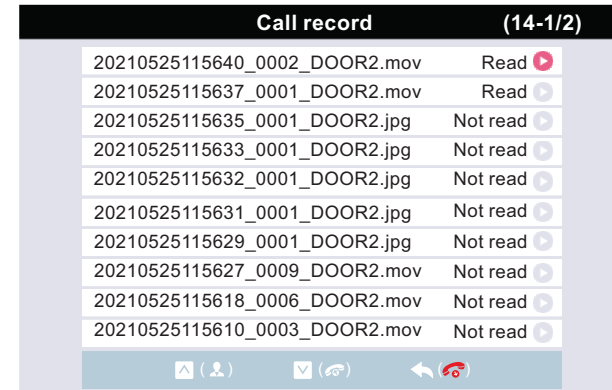 Call record (14-1/2)
20210525115640_0002_DOOR2.mov Read
20210525115637_0001_DOOR2.mov Read
20210525115635_0001_DOOR2.jpg Not read
20210525115633_0001_DOOR2.jpg Not read
20210525115632_0001_DOOR2.jpg Not read
20210525115631_0001_DOOR2.jpg Not read
20210525115629_0001_DOOR2.jpg Not read
20210525115627_0009_DOOR2.mov Not read
20210525115618_0006_DOOR2.mov Not read
20210525115610_0003_DOOR2.mov Not read